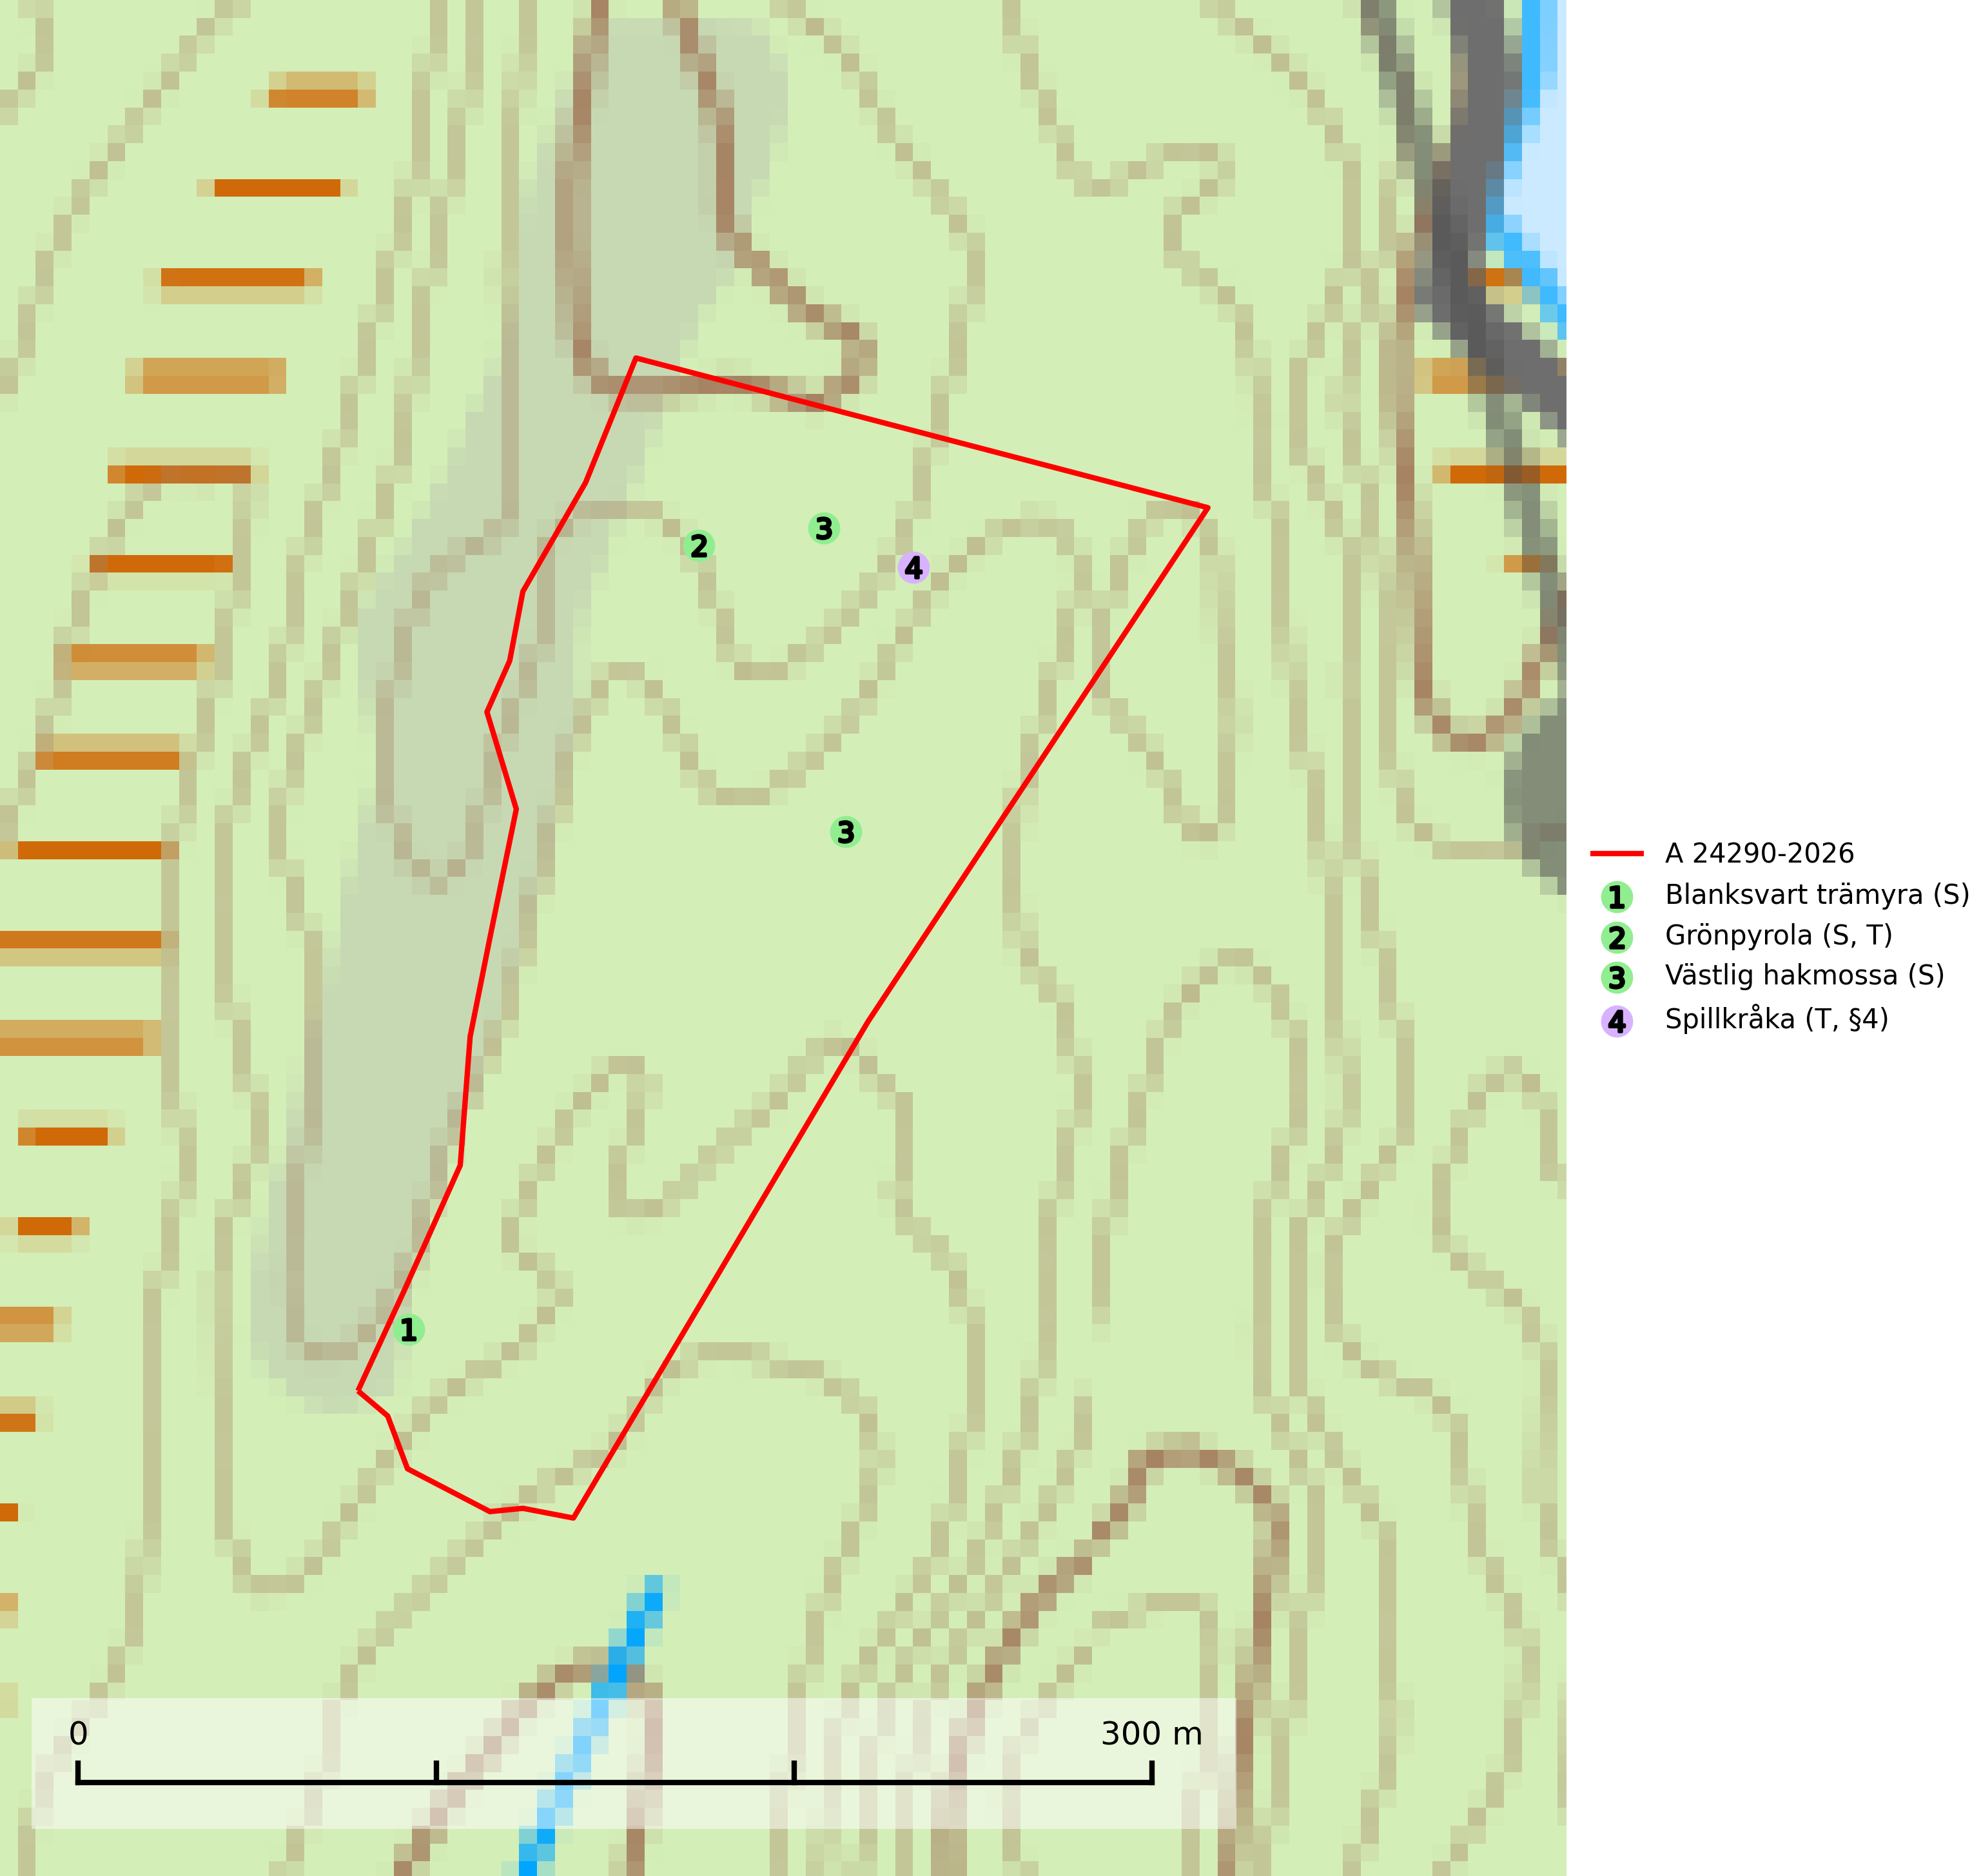 2
3
4
3
1
A 24290-2026
1 Blanksvart trämyra (S)
2 Grönpyrola (S, T)
3 Västlig hakmossa (S)
4 Spillkråka (T, §4)
0 300 m